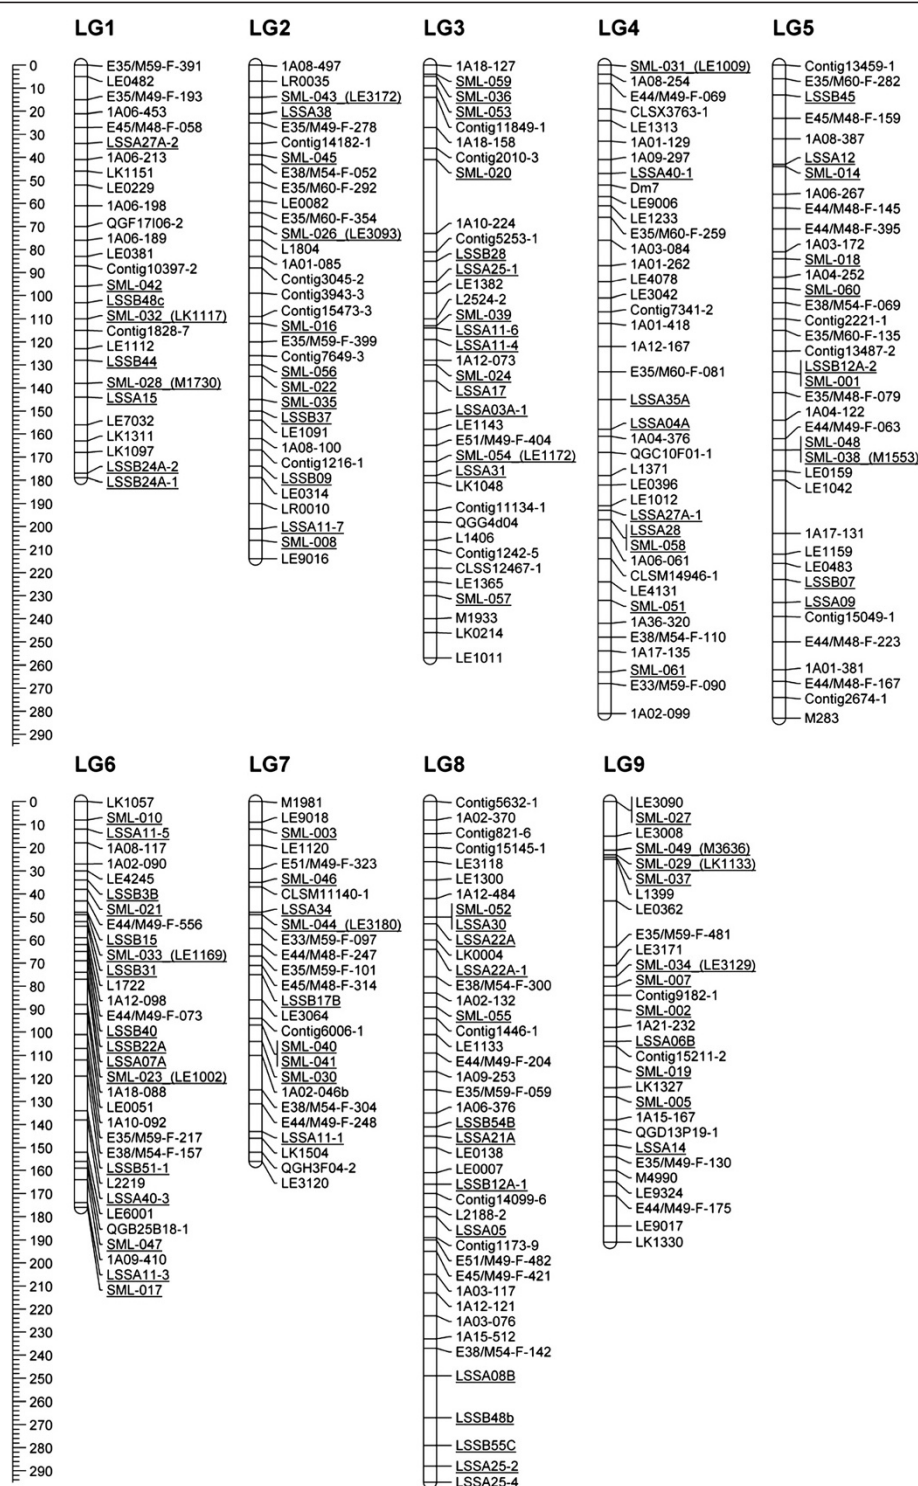 LG1
LG2
LG3
LG4
LG5
0
10
20
30
40
50
60
70
80
90
100
110
120
130
140
150
160
170
180
190
200
210
220
230
240
250
260
270
280
290
E35/M59-F-391
LE0482
E35/M49-F-193
1A06-453
E45/M48-F-058
LSSA27A-2
1A06-213
LK1151
LE0229
1A06-198
QGF17I06-2
1A06-189
LE0381
Contig10397-2
SML-042
LSSB48c
SML-032 (LK1117)
Contig1828-7
LE1112
LSSB44
SML-028 (M1730)
LSSA15
LE7032
LK1311
LK1097
LSSB24A-2
LSSB24A-1
1A08-497
LR0035
SML-043 (LE3172)
LSSA38
E35/M49-F-278
Contig14182-1
SML-045
E38/M54-F-052
E35/M60-F-292
LE0082
E35/M60-F-354
SML-026 (LE3093)
L1804
1A01-085
Contig3045-2
Contig3943-3
Contig15473-3
SML-016
E35/M59-F-399
Contig7649-3
SML-056
SML-022
SML-035
LSSB37
LE1091
1A08-100
Contig1216-1
LSSB09
LE0314
LR0010
LSSA11-7
SML-008
LE9016
1A18-127
SML-059
SML-036
SML-053
Contig11849-1
1A18-158
Contig2010-3
SML-020
1A10-224
Contig5253-1
LSSB28
LSSA25-1
LE1382
L2524-2
SML-039
LSSA11-6
LSSA11-4
1A12-073
SML-024
LSSA17
LSSA03A-1
LE1143
E51/M49-F-404
SML-054 (LE1172)
LSSA31
LK1048
Contig11134-1
QGG4d04
L1406
Contig1242-5
CLSS12467-1
LE1365
SML-057
M1933
LK0214
LE1011
SML-031 (LE1009)
1A08-254
E44/M49-F-069
CLSX3763-1
LE1313
1A01-129
1A09-297
LSSA40-1
Dm7
LE9006
LE1233
E35/M60-F-259
1A03-084
1A01-262
LE4078
LE3042
Contig7341-2
1A01-418
1A12-167
E35/M60-F-081
LSSA35A
LSSA04A
1A04-376
QGC10F01-1
L1371
LE0396
LE1012
LSSA27A-1
LSSA28
SML-058
1A06-061
CLSM14946-1
LE4131
SML-051
1A36-320
E38/M54-F-110
1A17-135
SML-061
E33/M59-F-090
1A02-099
Contig13459-1
E35/M60-F-282
LSSB45
E45/M48-F-159
1A08-387
LSSA12
SML-014
1A06-267
E44/M48-F-145
E44/M48-F-395
1A03-172
SML-018
1A04-252
SML-060
E38/M54-F-069
Contig2221-1
E35/M60-F-135
Contig13487-2
LSSB12A-2
SML-001
E35/M48-F-079
1A04-122
E44/M49-F-063
SML-048
SML-038 (M1553)
LE0159
LE1042
1A17-131
LE1159
LE0483
LSSB07
LSSA09
Contig15049-1
E44/M48-F-223
1A01-381
E44/M48-F-167
Contig2674-1
M283
LG6
LG7
LG8
LG9
0
10
20
30
40
50
60
70
80
90
100
110
120
130
140
150
160
170
180
190
200
210
220
230
240
250
260
270
280
290
LK1057
SML-010
LSSA11-5
1A08-117
1A02-090
LE4245
LSSB3B
SML-021
E44/M49-F-556
LSSB15
SML-033 (LE1169)
LSSB31
L1722
1A12-098
E44/M49-F-073
LSSB40
LSSB22A
LSSA07A
SML-023 (LE1002)
1A18-088
LE0051
1A10-092
E35/M59-F-217
E38/M54-F-157
LSSB51-1
L2219
LSSA40-3
LE6001
QGB25B18-1
SML-047
1A09-410
LSSA11-3
SML-017
M1981
LE9018
SML-003
LE1120
E51/M49-F-323
SML-046
CLSM11140-1
LSSA34
SML-044 (LE3180)
E33/M59-F-097
E44/M48-F-247
E35/M59-F-101
E45/M48-F-314
LSSB17B
LE3064
Contig6006-1
SML-040
SML-041
SML-030
1A02-046b
E38/M54-F-304
E44/M49-F-248
LSSA11-1
LK1504
QGH3F04-2
LE3120
Contig5632-1
1A02-370
Contig821-6
Contig15145-1
LE3118
LE1300
1A12-484
SML-052
LSSA30
LSSA22A
LK0004
LSSA22A-1
E38/M54-F-300
1A02-132
SML-055
Contig1446-1
LE1133
E44/M49-F-204
1A09-253
E35/M59-F-059
1A06-376
LSSB54B
LSSA21A
LE0138
LE0007
LSSB12A-1
Contig14099-6
L2188-2
LSSA05
Contig1173-9
E51/M49-F-482
E45/M49-F-421
1A03-117
1A12-121
1A03-076
1A15-512
E38/M54-F-142
LSSA08B
LSSB48b
LSSB55C
LSSA25-2
LSSA25-4
LE3090
SML-027
LE3008
SML-049 (M3636)
SML-029 (LK1133)
SML-037
L1399
LE0362
E35/M59-F-481
LE3171
SML-034 (LE3129)
SML-007
Contig9182-1
SML-002
1A21-232
LSSA06B
Contig15211-2
SML-019
LK1327
SML-005
1A15-167
QGD13P19-1
LSSA14
E35/M49-F-130
M4990
LE9324
E44/M49-F-175
LE9017
LK1330